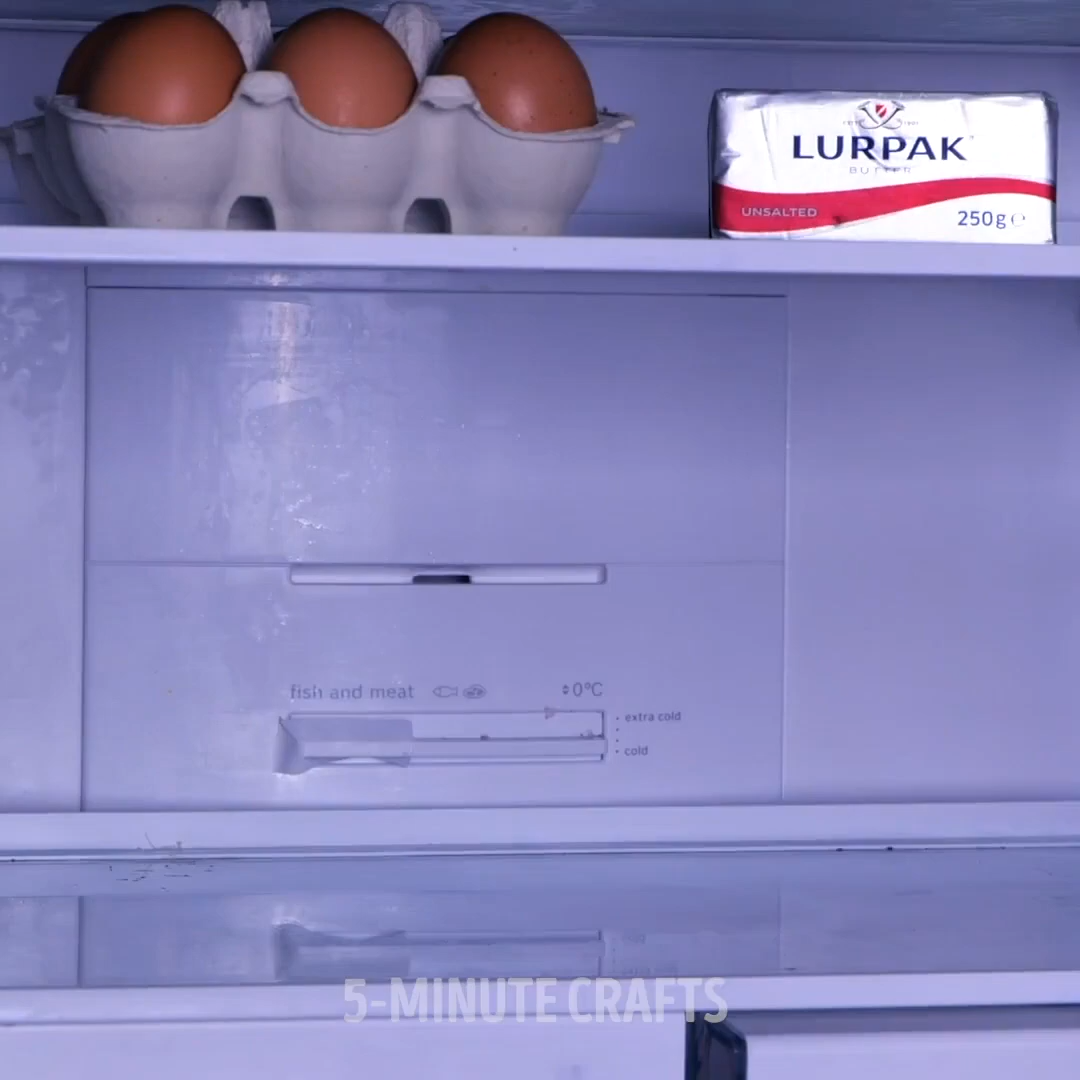 LURPAK
BUTTER
UNSALTED
250g ℮
fish and meat
0°C
extra cold
cold
5-MINUTE CRAFTS